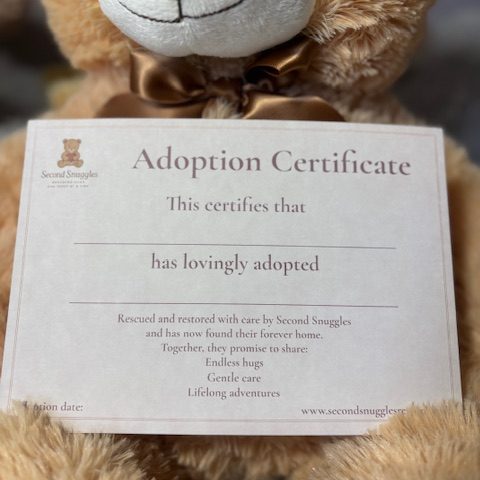 Second Snuggles
Adoption Certificate
This certifies that
has lovingly adopted
Rescued and restored with care by Second Snuggles
and has now found their forever home.
Together, they promise to share:
Endless hugs
Gentle care
Lifelong adventures
date: